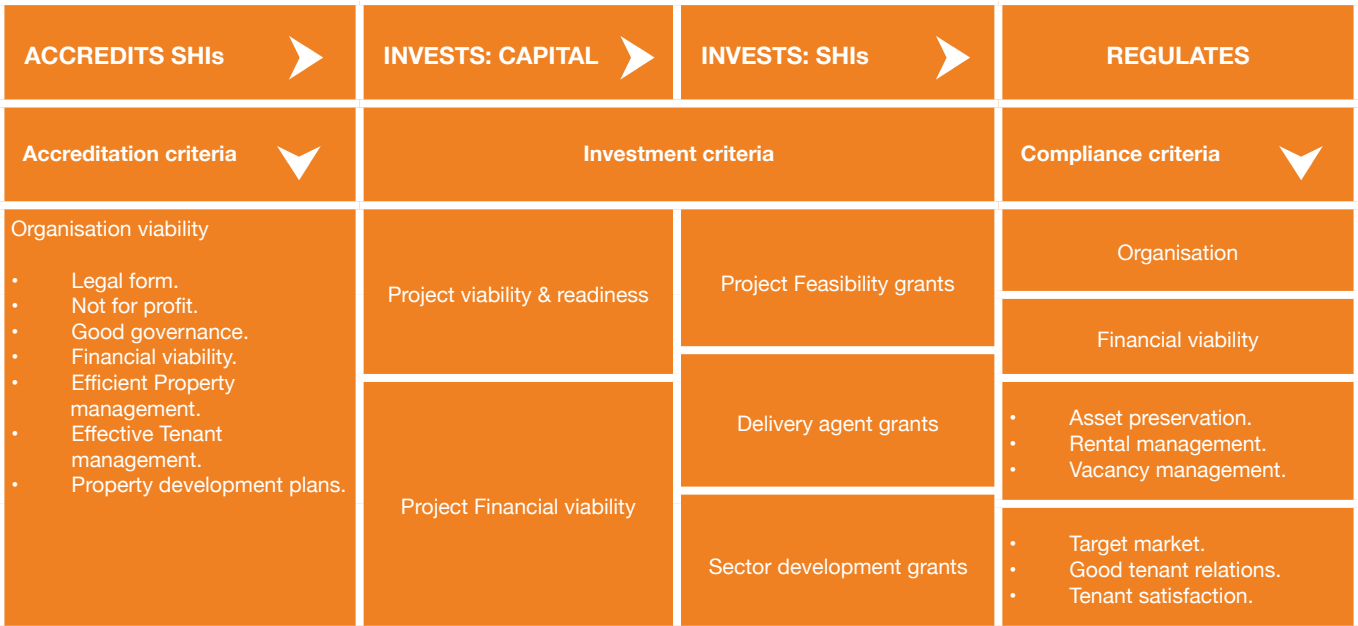 ACCREDITS SHIs
INVESTS: CAPITAL
INVESTS: SHIs
REGULATES
Accreditation criteria
Investment criteria
Compliance criteria
Organisation viability
• Legal form.
• Not for profit.
• Good governance.
• Financial viability.
• Efficient Property
management.
• Effective Tenant
management.
• Property development plans.
Project viability & readiness
Project Financial viability
Project Feasibility grants
Delivery agent grants
Sector development grants
Organisation
Financial viability
• Asset preservation.
• Rental management.
• Vacancy management.
• Target market.
• Good tenant relations.
• Tenant satisfaction.